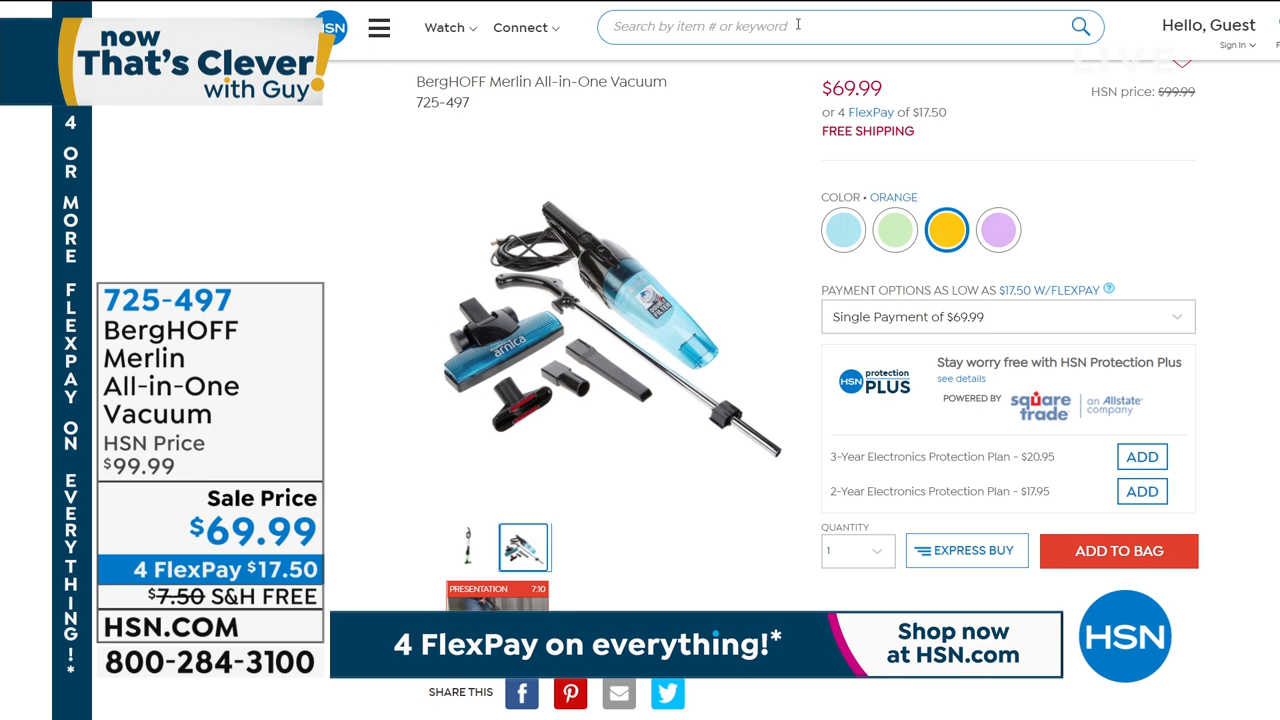 now
That's Clever!
with Guy
4 OR MORE FLEXPAY ON EVERYTHING!*
725-497
BergHOFF
Merlin
All-in-One
Vacuum
HSN Price
$99.99
Sale Price
$69.99
4 FlexPay $17.50
$7.50 S&H FREE
HSN.COM
800-284-3100
HSN
Watch
Connect
Search by item # or keyword
Hello, Guest
Sign In
LIVE
BergHOFF Merlin All-in-One Vacuum
725-497
$69.99
HSN price: $99.99
or 4 FlexPay of $17.50
FREE SHIPPING
COLOR • ORANGE
PAYMENT OPTIONS AS LOW AS $17.50 W/FLEXPAY ?
Single Payment of $69.99
Stay worry free with HSN Protection Plus
see details
HSN protection PLUS
POWERED BY
square trade
an Allstate company
3-Year Electronics Protection Plan - $20.95
ADD
2-Year Electronics Protection Plan - $17.95
ADD
QUANTITY
1
EXPRESS BUY
ADD TO BAG
arnica
PRESENTATION 7:10
4 FlexPay on everything!*
Shop now
at HSN.com
HSN
SHARE THIS